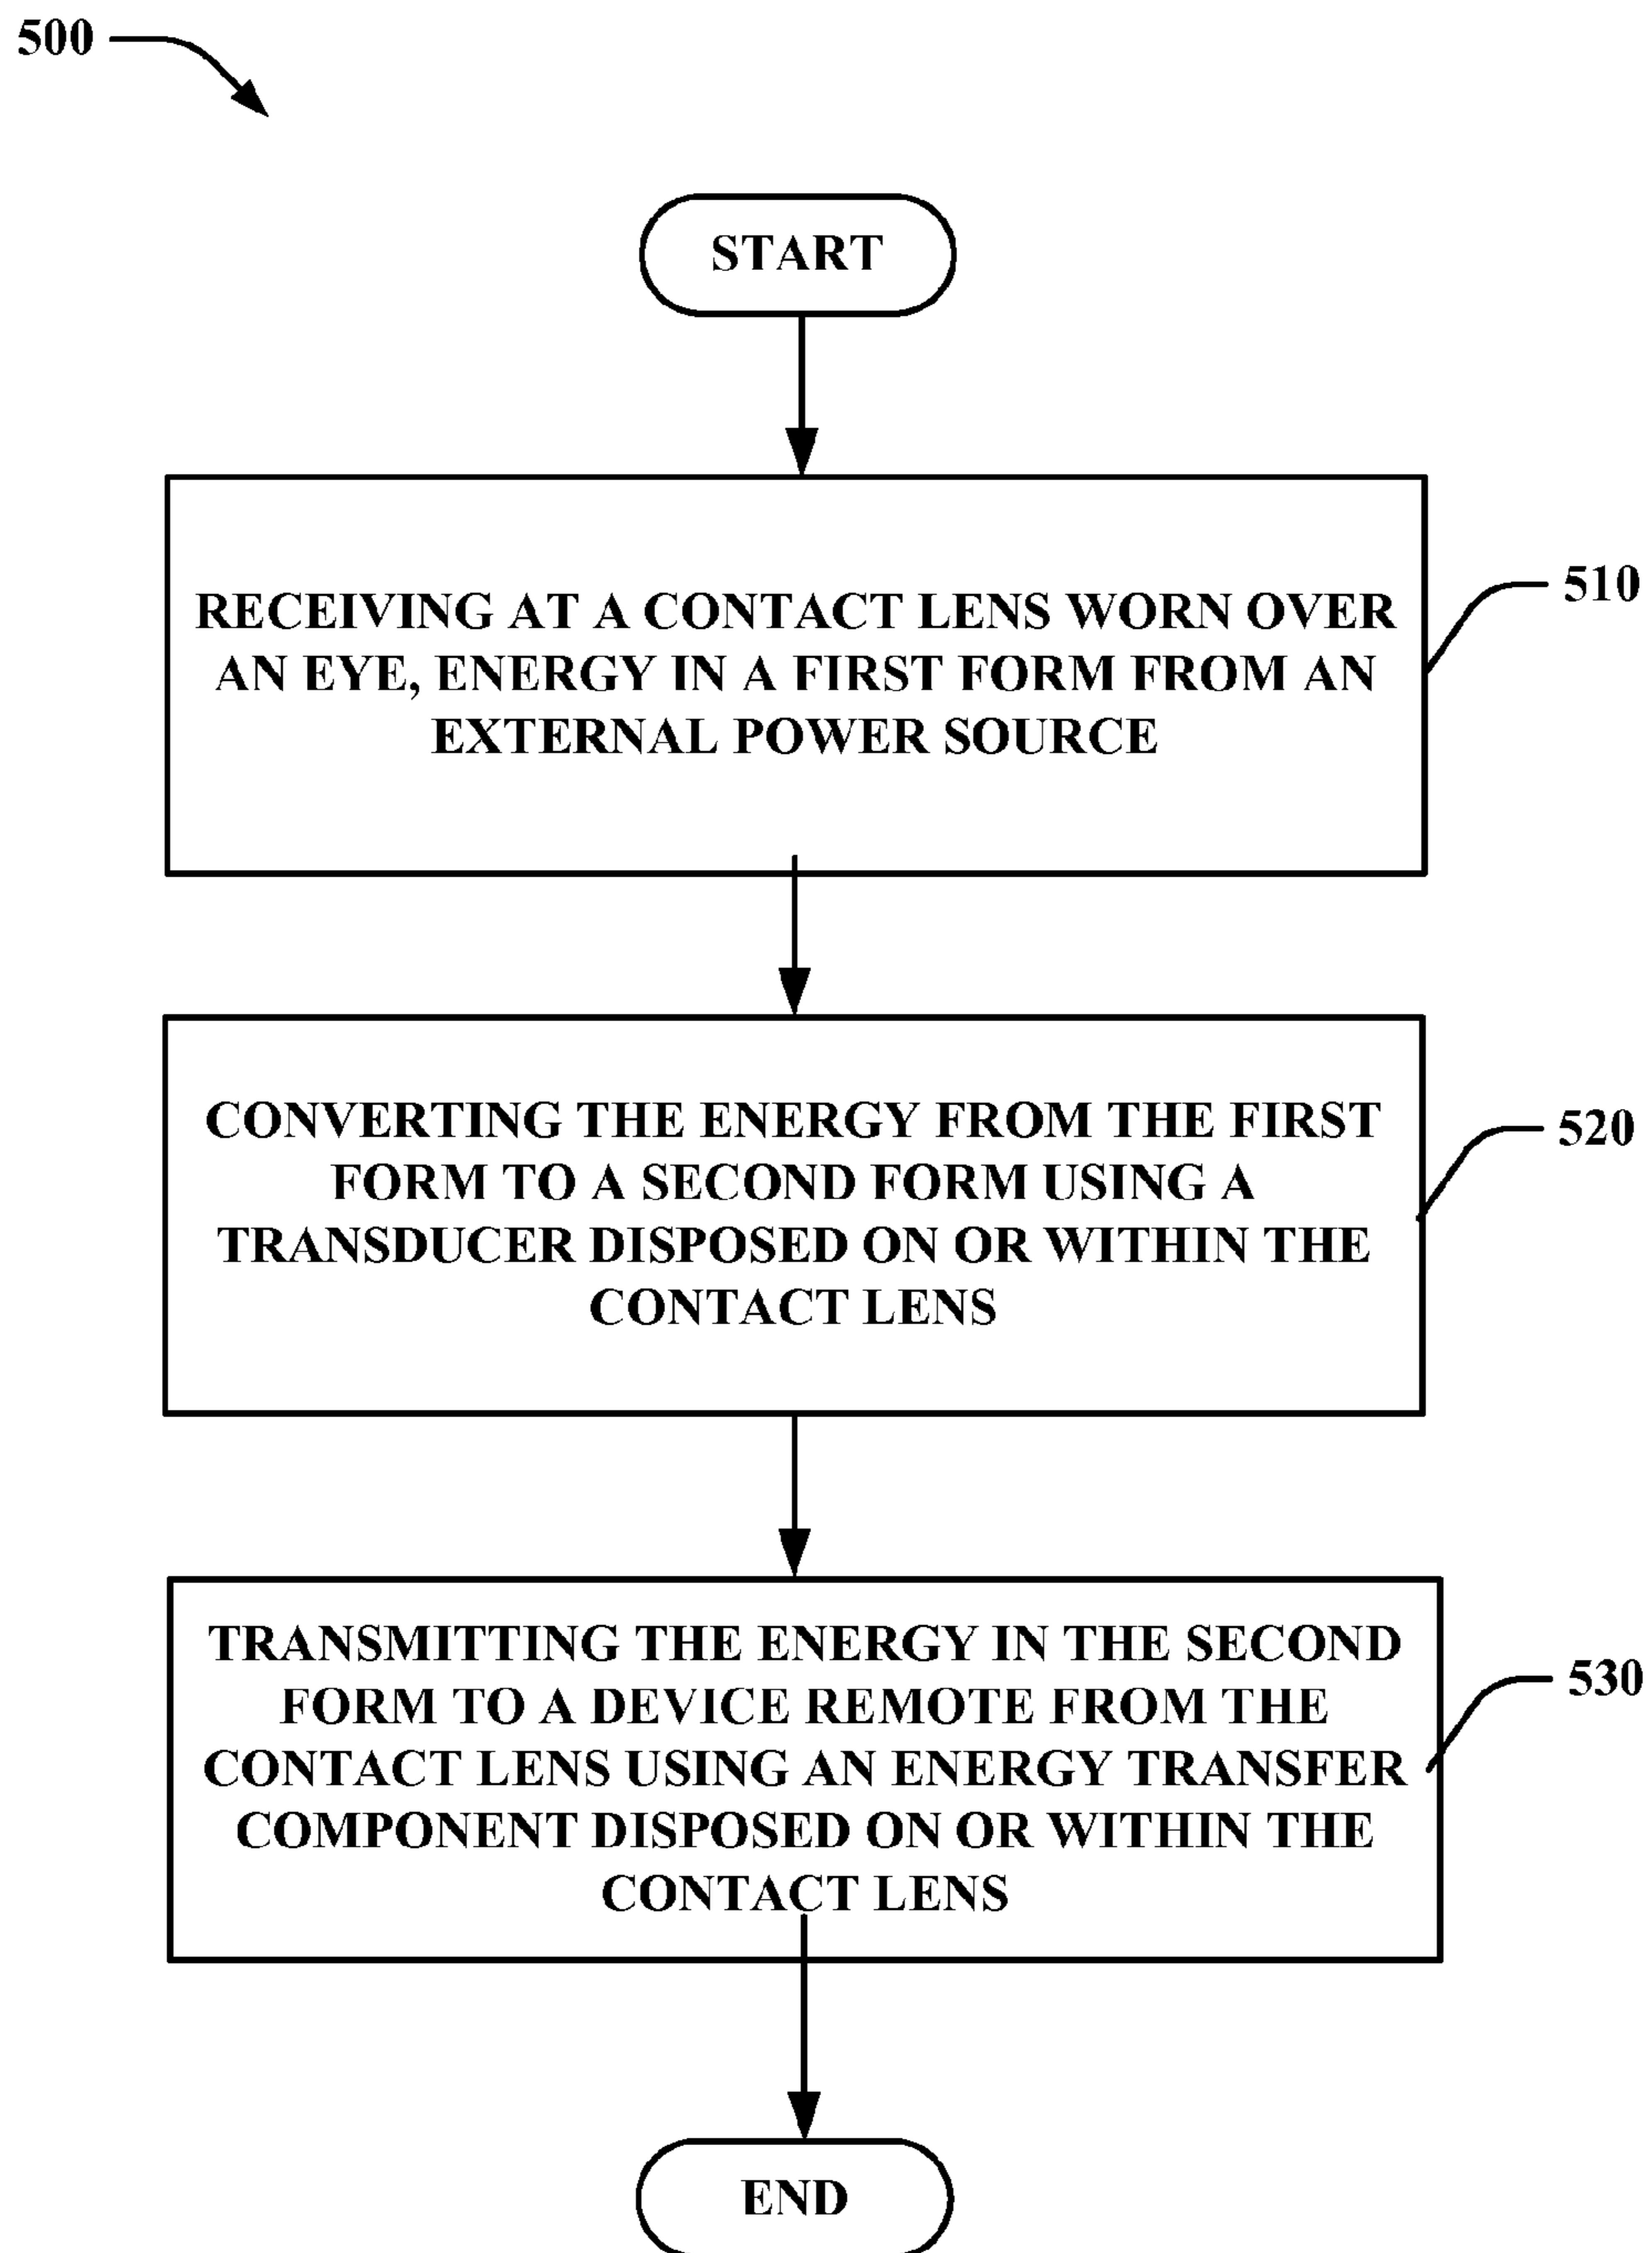 500
START
RECEIVING AT A CONTACT LENS WORN OVER
AN EYE, ENERGY IN A FIRST FORM FROM AN
EXTERNAL POWER SOURCE
510
CONVERTING THE ENERGY FROM THE FIRST
FORM TO A SECOND FORM USING A
TRANSDUCER DISPOSED ON OR WITHIN THE
CONTACT LENS
520
TRANSMITTING THE ENERGY IN THE SECOND
FORM TO A DEVICE REMOTE FROM THE
CONTACT LENS USING AN ENERGY TRANSFER
COMPONENT DISPOSED ON OR WITHIN THE
CONTACT LENS
530
END